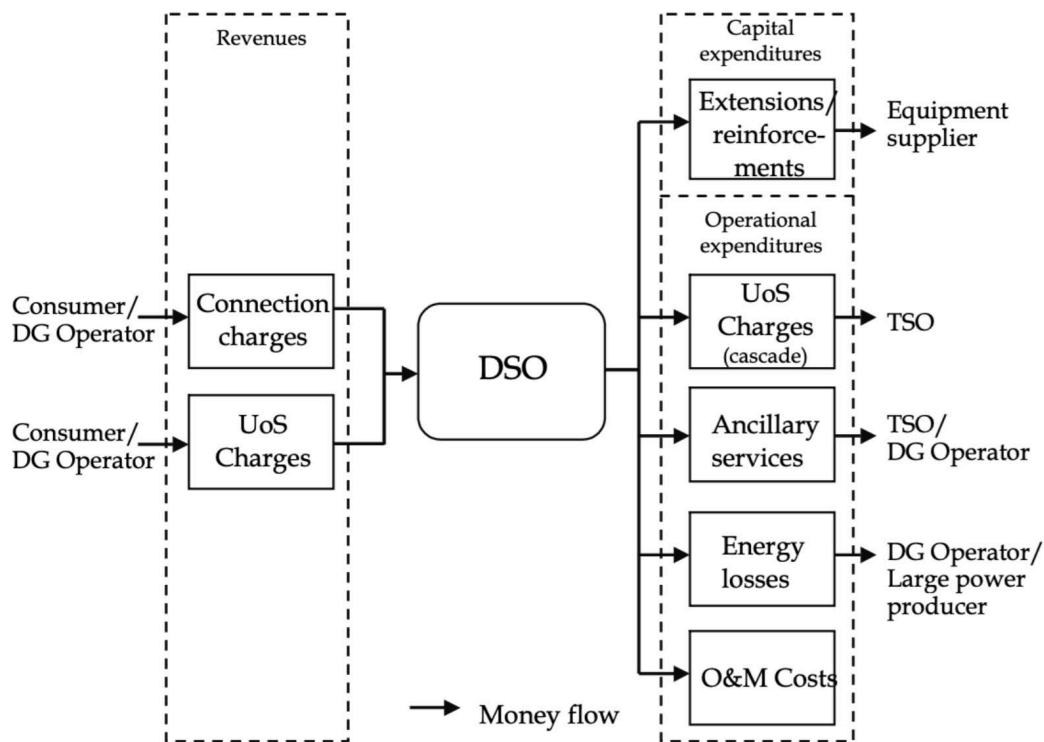 Revenues
Consumer/
DG Operator
Connection
charges
Consumer/
DG Operator
UoS
Charges
DSO
Capital
expenditures
Extensions/
reinforce-
ments
Equipment
supplier
Operational
expenditures
UoS
Charges
(cascade)
TSO
Ancillary
services
TSO/
DG Operator
Energy
losses
DG Operator/
Large power
producer
O&M Costs
Money flow